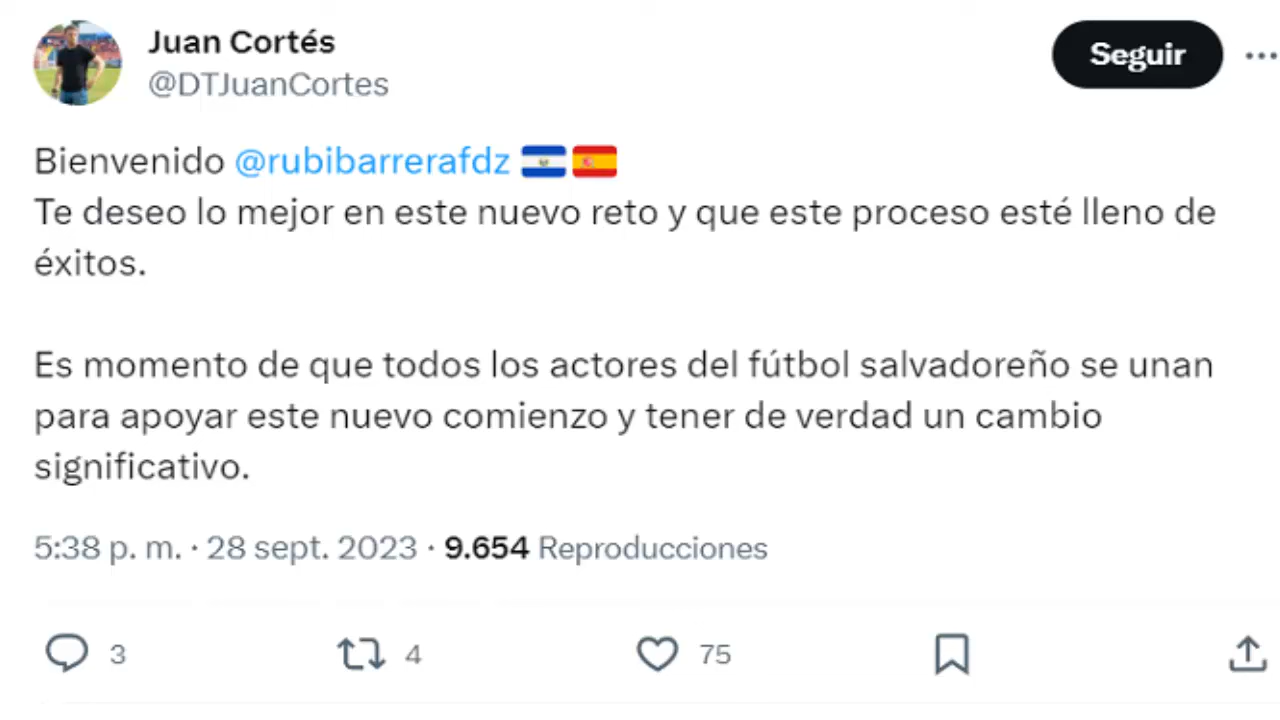 Juan Cortés
@DTJuanCortes
Seguir
Bienvenido @rubibarrerafdz 🇸🇻🇪🇸
Te deseo lo mejor en este nuevo reto y que este proceso esté lleno de
éxitos.
Es momento de que todos los actores del fútbol salvadoreño se unan
para apoyar este nuevo comienzo y tener de verdad un cambio
significativo.
5:38 p. m. · 28 sept. 2023 · 9.654 Reproducciones
3 4 75